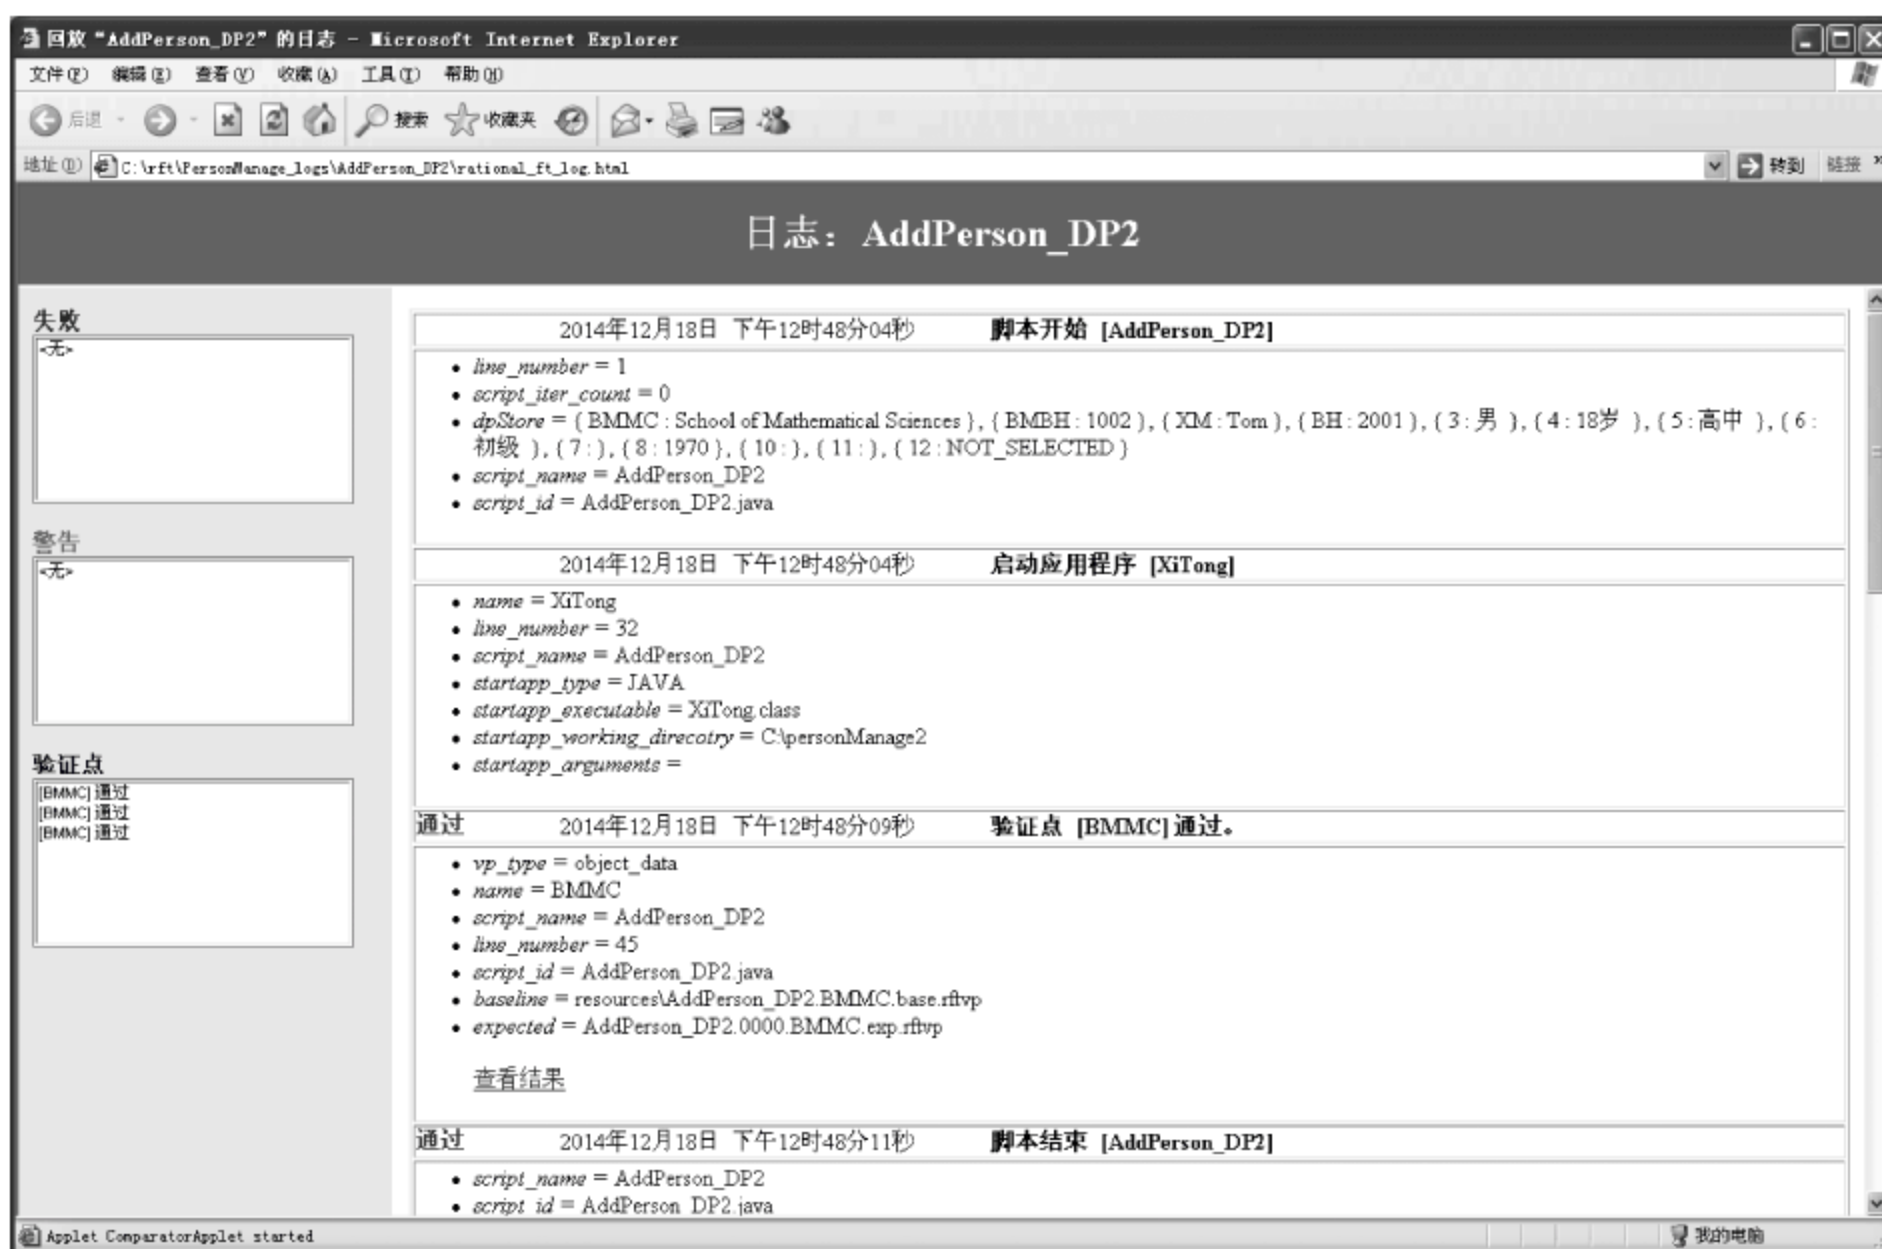 回放“AddPerson_DP2”的日志 - Microsoft Internet Explorer
文件(F) 编辑(E) 查看(V) 收藏(A) 工具(T) 帮助(H)
后退 搜索 收藏夹
地址(D) C:\rft\PersonManage_logs\AddPerson_DP2\rational_ft_log.html 转到 链接 »
日志：AddPerson_DP2
失败
<无>
警告
<无>
验证点
[BMMC] 通过
[BMMC] 通过
[BMMC] 通过
2014年12月18日 下午12时48分04秒 脚本开始 [AddPerson_DP2]
• line_number = 1
• script_iter_count = 0
• dpStore = { BMMC : School of Mathematical Sciences }, { BMBH : 1002 }, { XM : Tom }, { BH : 2001 }, { 3 : 男 }, { 4 : 18岁 }, { 5 : 高中 }, { 6 :
初级 }, { 7 : }, { 8 : 1970 }, { 10 : }, { 11 : }, { 12 : NOT_SELECTED }
• script_name = AddPerson_DP2
• script_id = AddPerson_DP2.java
2014年12月18日 下午12时48分04秒 启动应用程序 [XiTong]
• name = XiTong
• line_number = 32
• script_name = AddPerson_DP2
• startapp_type = JAVA
• startapp_executable = XiTong.class
• startapp_working_direcotry = C:\personManage2
• startapp_arguments =
通过 2014年12月18日 下午12时48分09秒 验证点 [BMMC] 通过。
• vp_type = object_data
• name = BMMC
• script_name = AddPerson_DP2
• line_number = 45
• script_id = AddPerson_DP2.java
• baseline = resources\AddPerson_DP2.BMMC.base.rftvp
• expected = AddPerson_DP2.0000.BMMC.exp.rftvp
查看结果
通过 2014年12月18日 下午12时48分11秒 脚本结束 [AddPerson_DP2]
• script_name = AddPerson_DP2
• script_id = AddPerson_DP2.java
Applet ComparatorApplet started 我的电脑